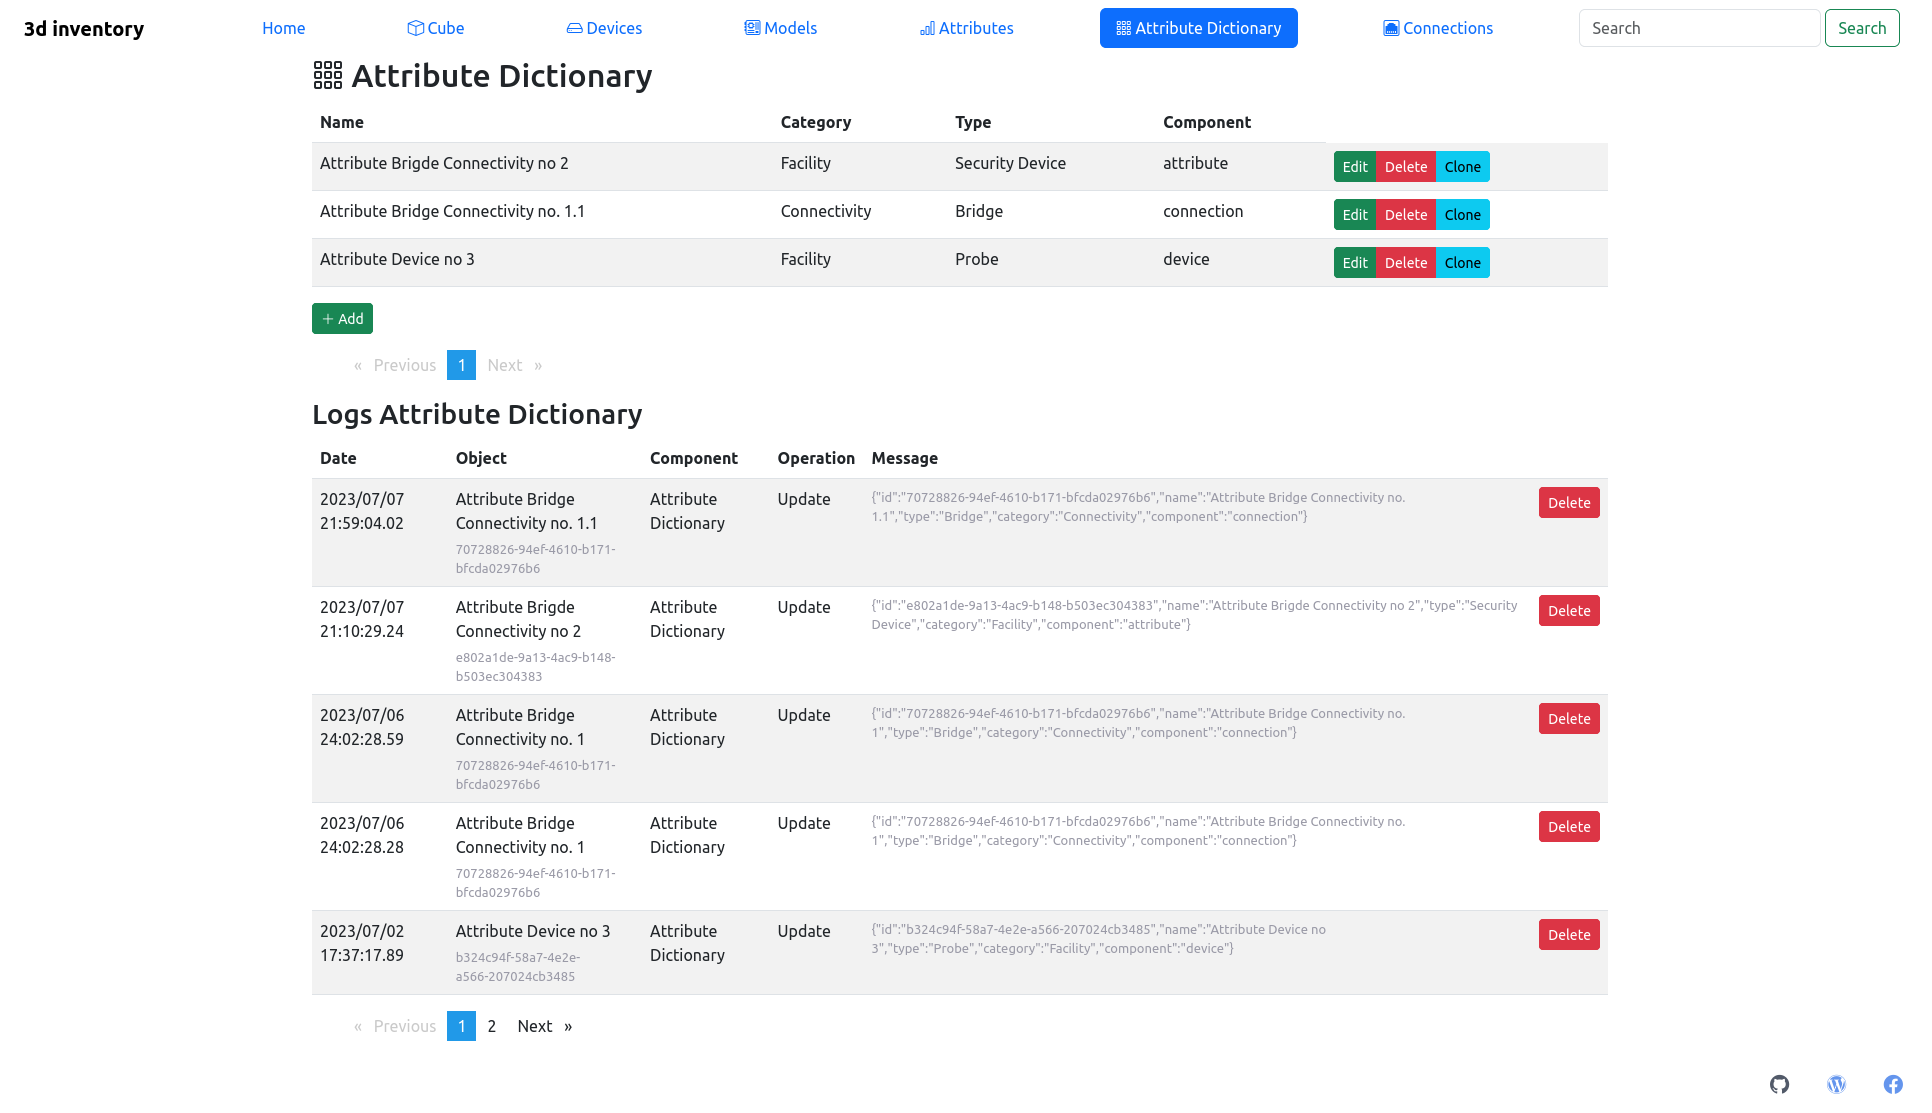 3d inventory Home Cube Devices Models Attributes Attribute Dictionary Connections Search Search
Attribute Dictionary
Name Category Type Component
Attribute Brigde Connectivity no 2 Facility Security Device attribute Edit Delete Clone
Attribute Bridge Connectivity no. 1.1 Connectivity Bridge connection Edit Delete Clone
Attribute Device no 3 Facility Probe device Edit Delete Clone
+ Add
« Previous 1 Next »
Logs Attribute Dictionary
Date Object Component Operation Message
2023/07/07 Attribute Bridge Attribute Update {"id":"70728826-94ef-4610-b171-bfcda02976b6","name":"Attribute Bridge Connectivity no. Delete
21:59:04.02 Connectivity no. 1.1 Dictionary 1.1","type":"Bridge","category":"Connectivity","component":"connection"}
70728826-94ef-4610-b171-
bfcda02976b6
2023/07/07 Attribute Brigde Attribute Update {"id":"e802a1de-9a13-4ac9-b148-b503ec304383","name":"Attribute Brigde Connectivity no 2","type":"Security Delete
21:10:29.24 Connectivity no 2 Dictionary Device","category":"Facility","component":"attribute"}
e802a1de-9a13-4ac9-b148-
b503ec304383
2023/07/06 Attribute Bridge Attribute Update {"id":"70728826-94ef-4610-b171-bfcda02976b6","name":"Attribute Bridge Connectivity no. Delete
24:02:28.59 Connectivity no. 1 Dictionary 1","type":"Bridge","category":"Connectivity","component":"connection"}
70728826-94ef-4610-b171-
bfcda02976b6
2023/07/06 Attribute Bridge Attribute Update {"id":"70728826-94ef-4610-b171-bfcda02976b6","name":"Attribute Bridge Connectivity no. Delete
24:02:28.28 Connectivity no. 1 Dictionary 1","type":"Bridge","category":"Connectivity","component":"connection"}
70728826-94ef-4610-b171-
bfcda02976b6
2023/07/02 Attribute Device no 3 Attribute Update {"id":"b324c94f-58a7-4e2e-a566-207024cb3485","name":"Attribute Device no Delete
17:37:17.89 Dictionary 3","type":"Probe","category":"Facility","component":"device"}
b324c94f-58a7-4e2e-
a566-207024cb3485
« Previous 1 2 Next »